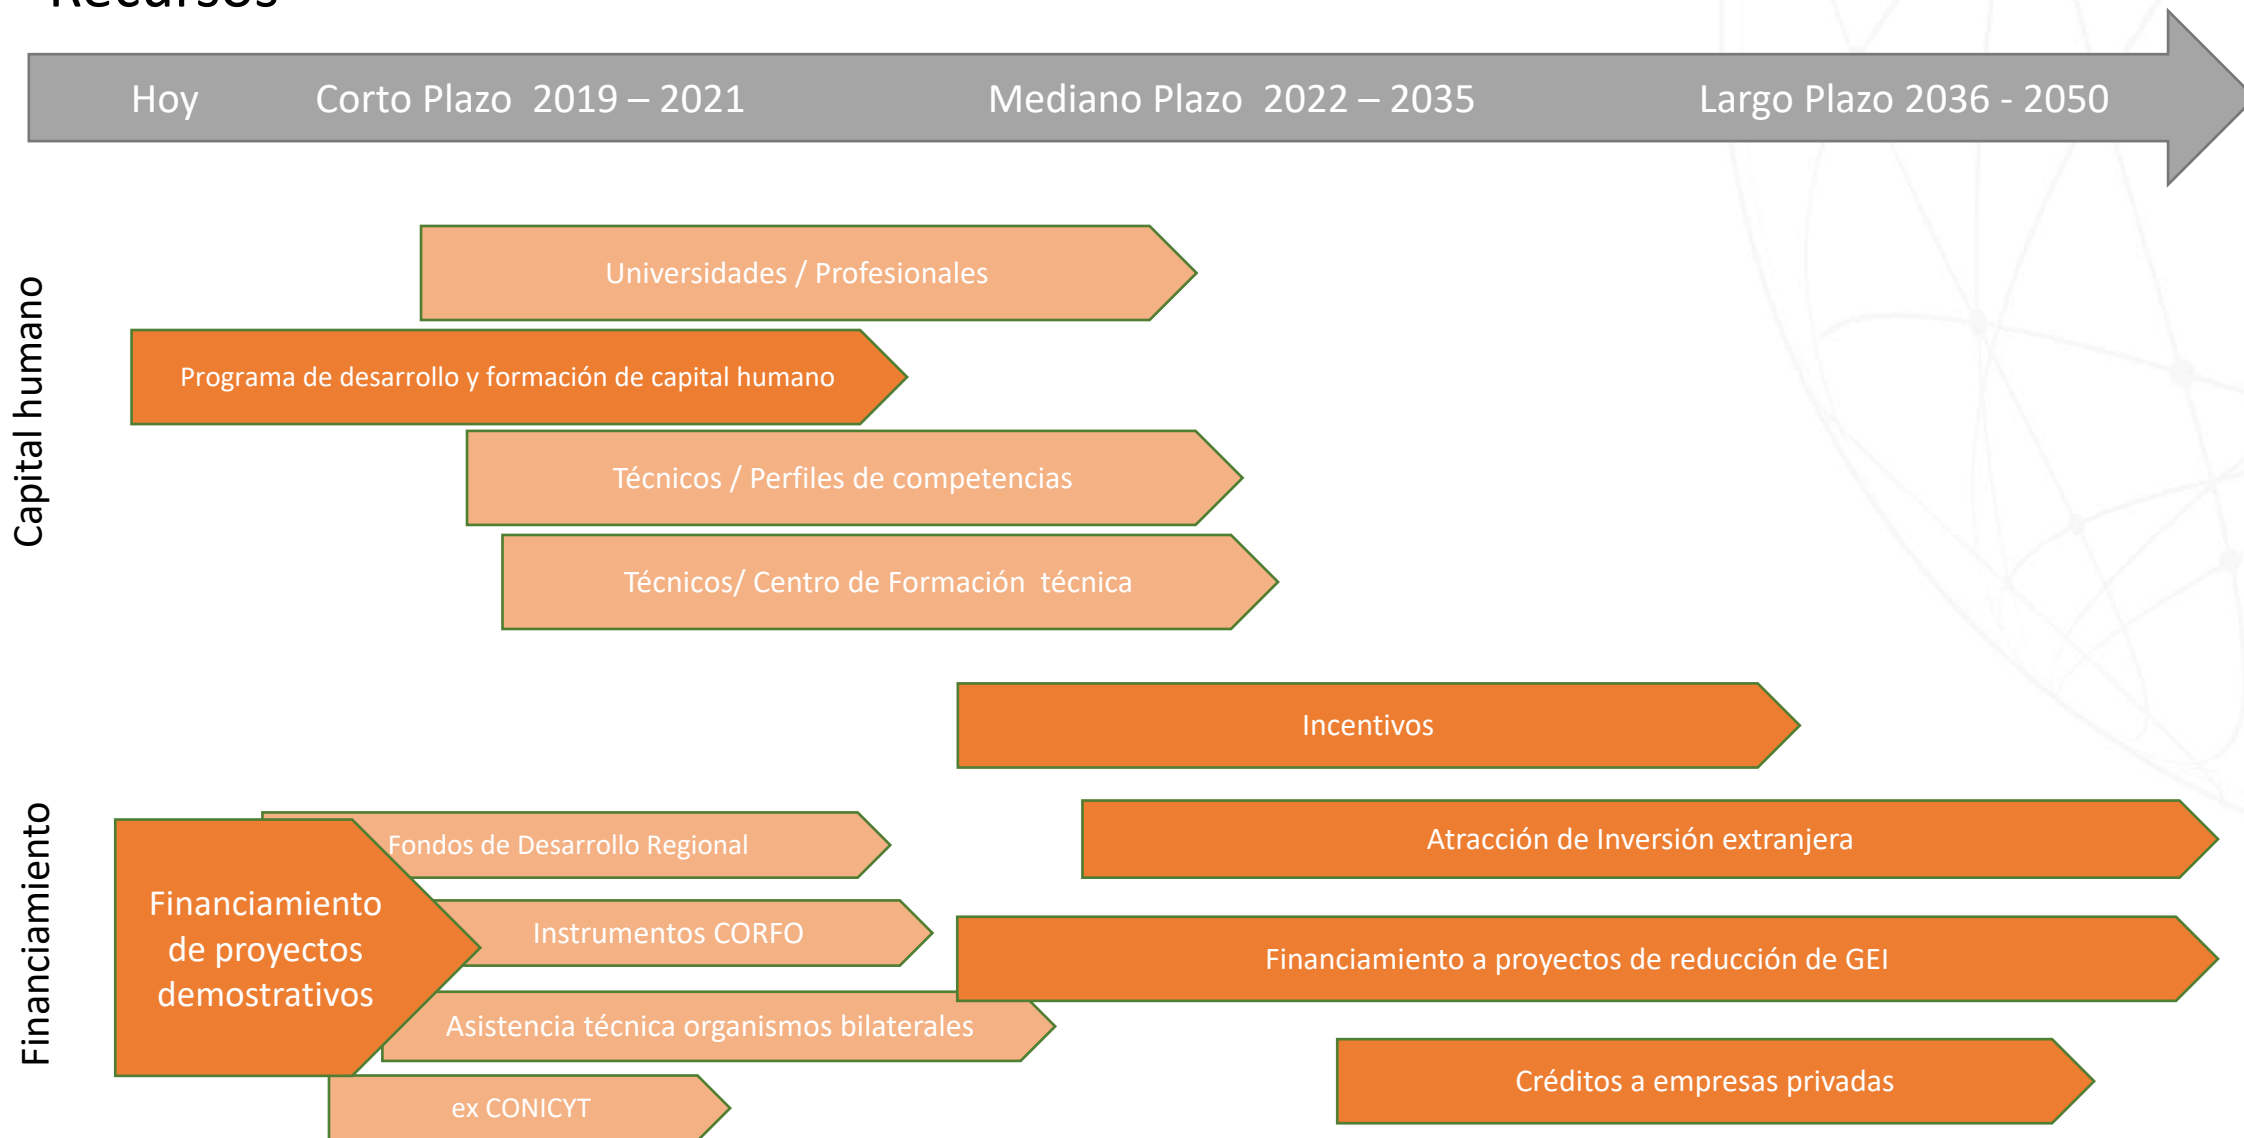 Recursos
Hoy
Corto Plazo 2019 – 2021
Mediano Plazo 2022 – 2035
Largo Plazo 2036 - 2050
Capital humano
Universidades / Profesionales
Programa de desarrollo y formación de capital humano
Técnicos / Perfiles de competencias
Técnicos/ Centro de Formación técnica
Financiamiento
Incentivos
Fondos de Desarrollo Regional
Atracción de Inversión extranjera
Financiamiento
de proyectos
demostrativos
Instrumentos CORFO
Financiamiento a proyectos de reducción de GEI
Asistencia técnica organismos bilaterales
Créditos a empresas privadas
ex CONICYT